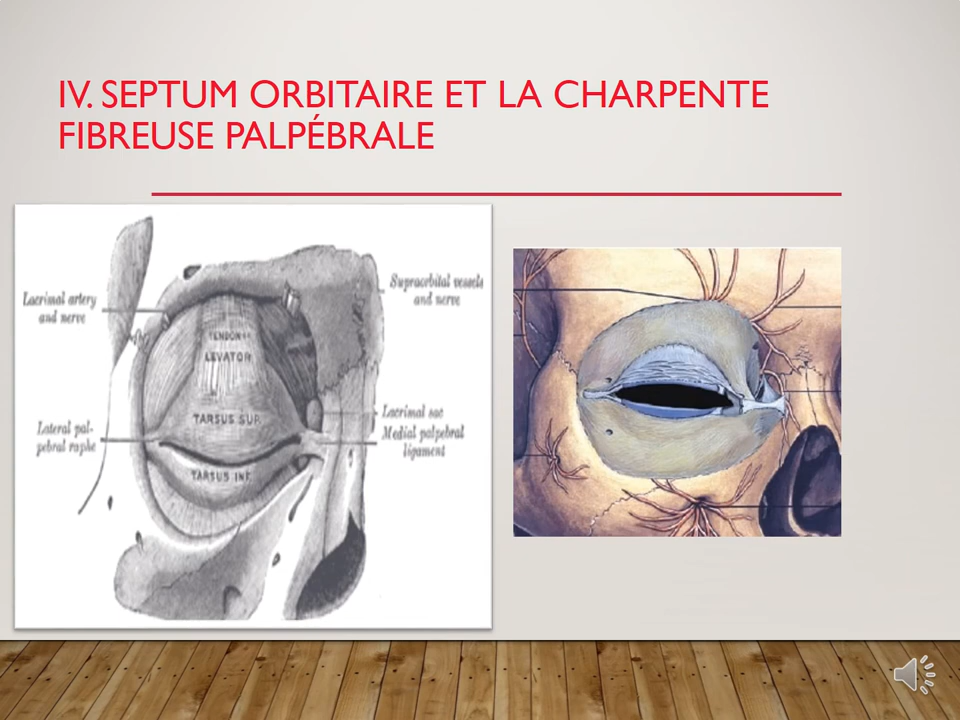 IV. SEPTUM ORBITAIRE ET LA CHARPENTE
FIBREUSE PALPÉBRALE
Lacrimal artery
and nerve
Supraorbital vessels
and nerve
TENDON OF
LEVATOR
TARSUS SUP.
Lateral pal-
pebral raphe
Lacrimal sac
Medial palpebral
ligament
TARSUS INF.